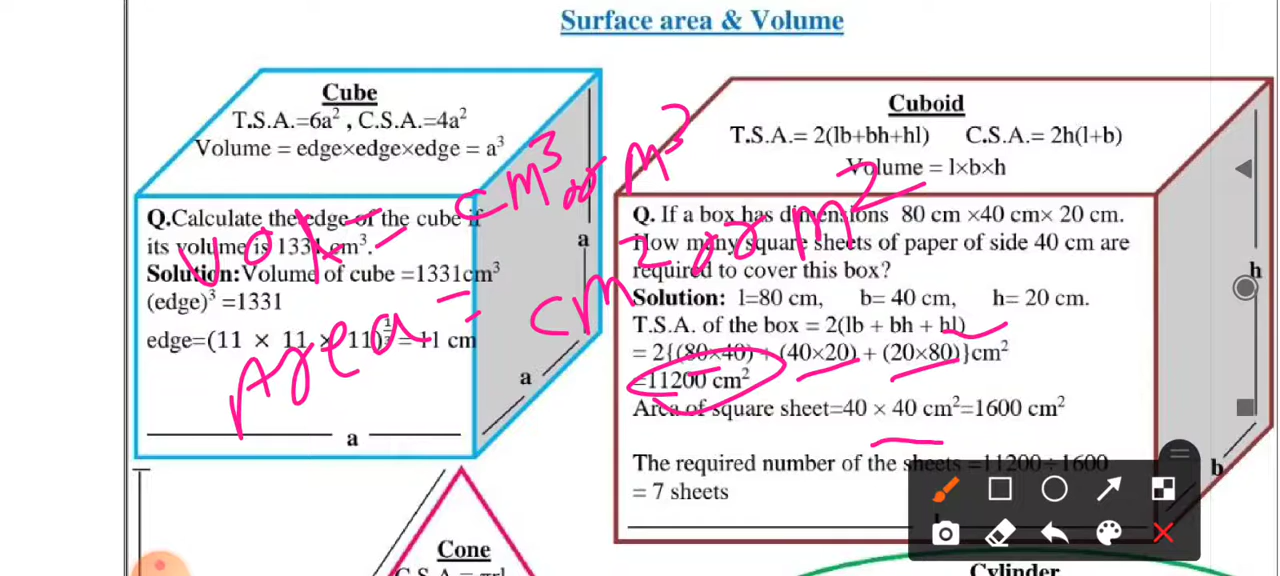 Surface area & Volume
Cube
T.S.A.=6a² , C.S.A.=4a²
Volume = edge×edge×edge = a³
Q.Calculate the edge of the cube if
its volume is 1331 cm³.
Solution:Volume of cube =1331cm³
(edge)³ =1331
edge=(11 × 11 × 11)^⅓ = 11 cm
a
a
a
Cuboid
T.S.A.= 2(lb+bh+hl) C.S.A.= 2h(l+b)
Volume = l×b×h
Q. If a box has dimensions 80 cm ×40 cm× 20 cm.
How many square sheets of paper of side 40 cm are
required to cover this box?
Solution: l=80 cm, b= 40 cm, h= 20 cm.
T.S.A. of the box = 2(lb + bh + hl)
= 2{(80×40) + (40×20) + (20×80)}cm²
=11200 cm²
Area of square sheet=40 × 40 cm²=1600 cm²
The required number of the sheets =11200÷1600
= 7 sheets
h
b
= cm³ or m³
Area = cm² or m²
Cone
C.S.A. = πrl
Cylinder